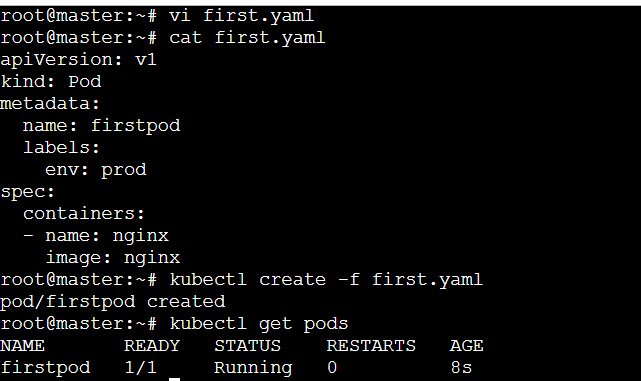 root@master:~# vi first.yaml
root@master:~# cat first.yaml
apiVersion: v1
kind: Pod
metadata:
  name: firstpod
  labels:
    env: prod
spec:
  containers:
  - name: nginx
    image: nginx
root@master:~# kubectl create -f first.yaml
pod/firstpod created
root@master:~# kubectl get pods
NAME       READY   STATUS    RESTARTS   AGE
firstpod   1/1     Running   0          8s